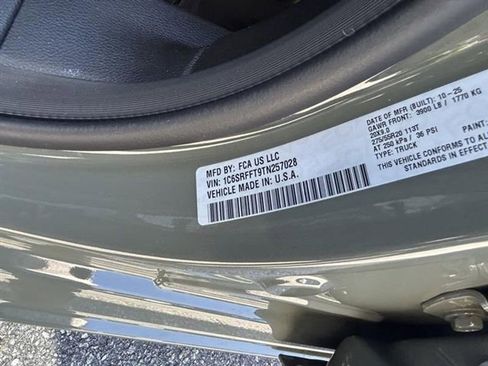 MFD BY: FCA US LLC
VIN: 1C6SRFFT9TN257028
VEHICLE MADE IN: U.S.A.
DATE OF MFR (BUILT): 10-25
GAWR FRONT: 3900 LB / 1770 KG
20X9.0
275/55R20 113T
AT 250 kPa / 36 PSI
TYPE: TRUCK
PAINT:
THIS VEHICLE CONFORMS TO ALL
STANDARDS IN EFFECT